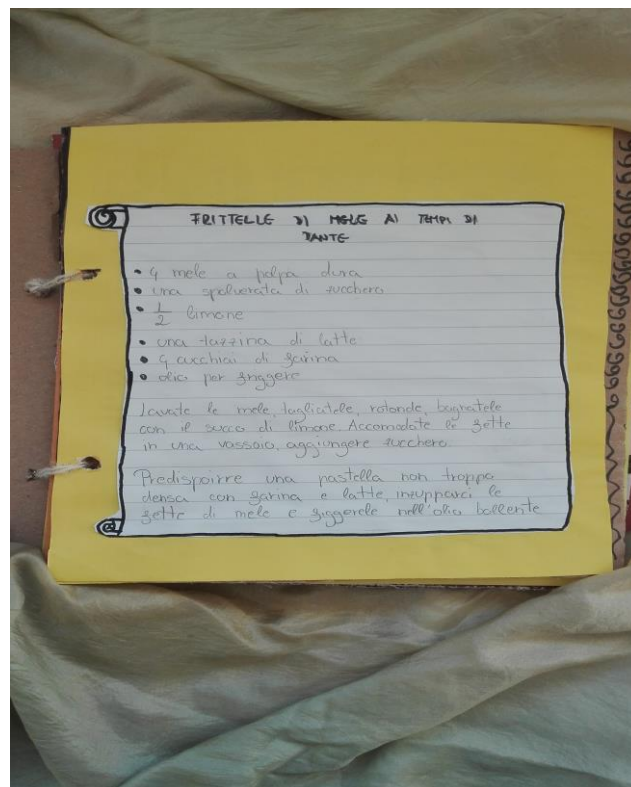 FRITTELLE DI MELE AI TEMPI DI
DANTE
• 4 mele a polpa dura
• una spolverata di zucchero
• 1/2 limone
• una tazzina di latte
• 4 cucchiai di farina
• olio per friggere
Lavate le mele, tagliatele, rotonde, bagnatele
con il succo di limone. Accomodate le fette
in una vassoio, aggiungere zucchero.
Predisporre una pastella non troppo
densa con farina e latte, inzupparci le
fette di mele e friggerele nell'olio bollente